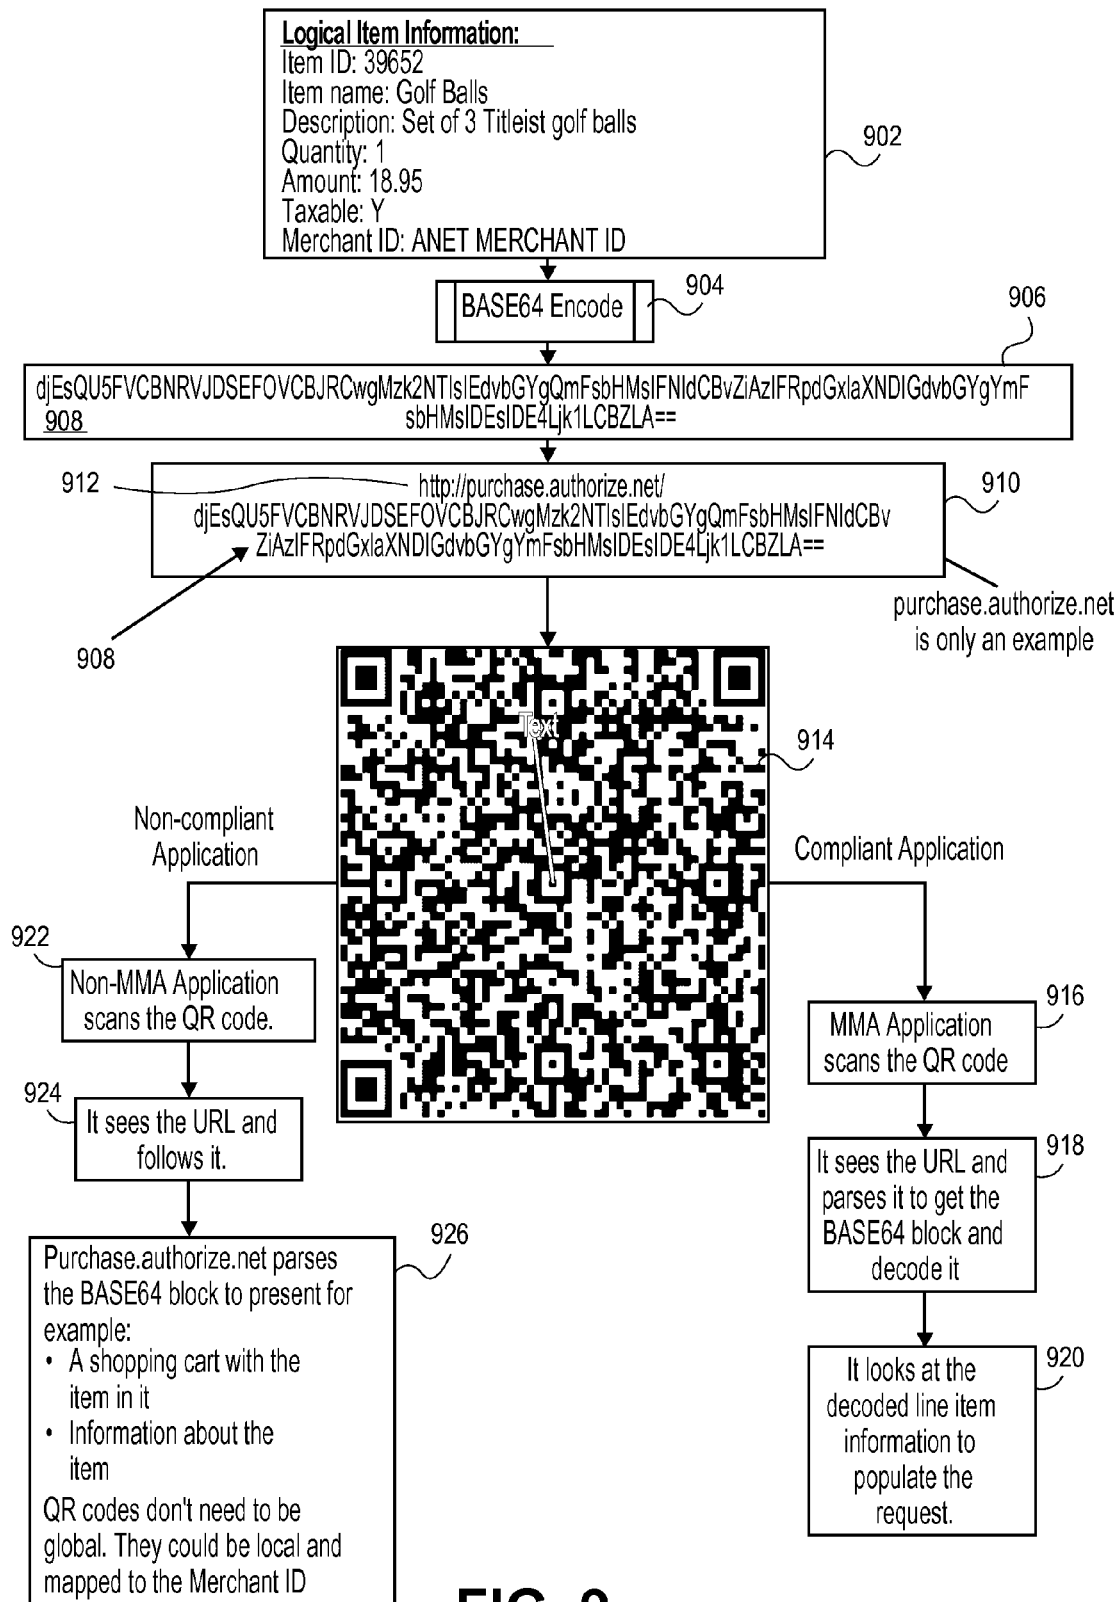 Logical Item Information:
Item ID: 39652
Item name: Golf Balls
Description: Set of 3 Titleist golf balls
Quantity: 1
Amount: 18.95
Taxable: Y
Merchant ID: ANET MERCHANT ID
902
BASE64 Encode
904
906
djEsQU5FVCBNRVJDSEFOVCBJRCwgMzk2NTIsIEdvbGYgQmFsbHMsIFNldCBvZiAzIFRpdGxlaXNDIGdvbGYgYmF
sbHMsIDEsIDE4Ljk1LCBZLA==
908
912
http://purchase.authorize.net/
djEsQU5FVCBNRVJDSEFOVCBJRCwgMzk2NTIsIEdvbGYgQmFsbHMsIFNldCBv
ZiAzIFRpdGxlaXNDIGdvbGYgYmFsbHMsIDEsIDE4Ljk1LCBZLA==
910
908
purchase.authorize.net
is only an example
Text
914
Non-compliant
Application
Compliant Application
922
Non-MMA Application
scans the QR code.
924
It sees the URL and
follows it.
926
Purchase.authorize.net parses
the BASE64 block to present for
example:
• A shopping cart with the
item in it
• Information about the
item
QR codes don't need to be
global. They could be local and
mapped to the Merchant ID
916
MMA Application
scans the QR code
918
It sees the URL and
parses it to get the
BASE64 block and
decode it
920
It looks at the
decoded line item
information to
populate the
request.
FIG. 9